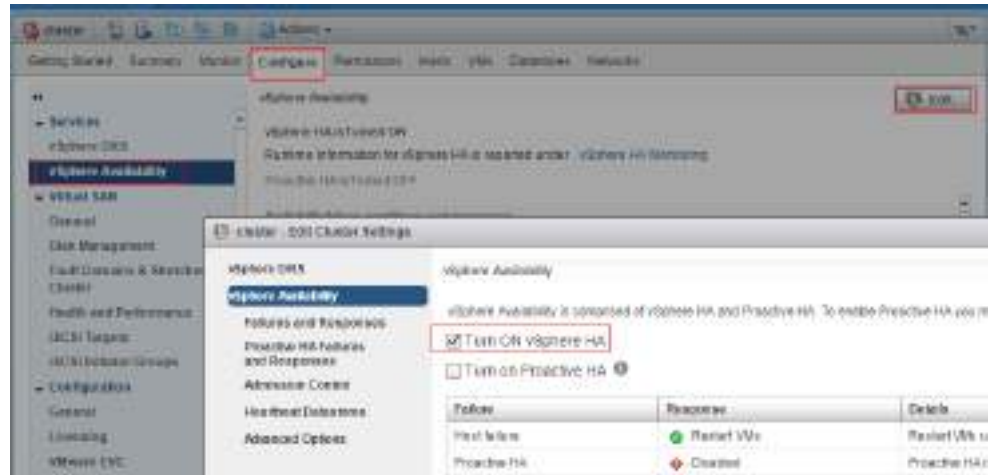 cluster Actions
Getting Started Summary Monitor Configure Permissions Hosts VMs Datastores Networks
vSphere Availability
Edit...
Services
vSphere DRS
vSphere Availability
vSphere HA is Turned ON
Runtime information for vSphere HA is reported under vSphere HA Monitoring
Proactive HA is Turned OFF
Virtual SAN
General
Disk Management
Fault Domains & Stretched Cluster
Health and Performance
iSCSI Targets
iSCSI Initiator Groups
Configuration
General
Licensing
VMware EVC
cluster - Edit Cluster Settings
vSphere DRS
vSphere Availability
Failures and Responses
Proactive HA Failures
and Responses
Admission Control
Heartbeat Datastores
Advanced Options
vSphere Availability
vSphere Availability is comprised of vSphere HA and Proactive HA. To enable Proactive HA you
Turn ON vSphere HA
Turn on Proactive HA
Failure Response Details
Host failure Restart VMs Restart VMs
Proactive HA Disabled Proactive HA